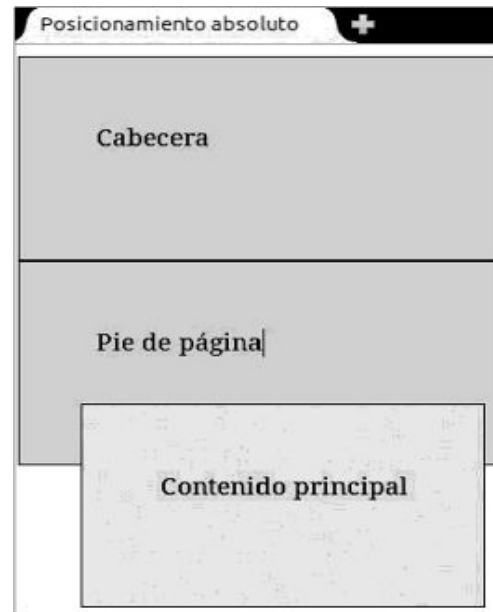 Posicionamiento absoluto
Cabecera
Pie de página
Contenido principal